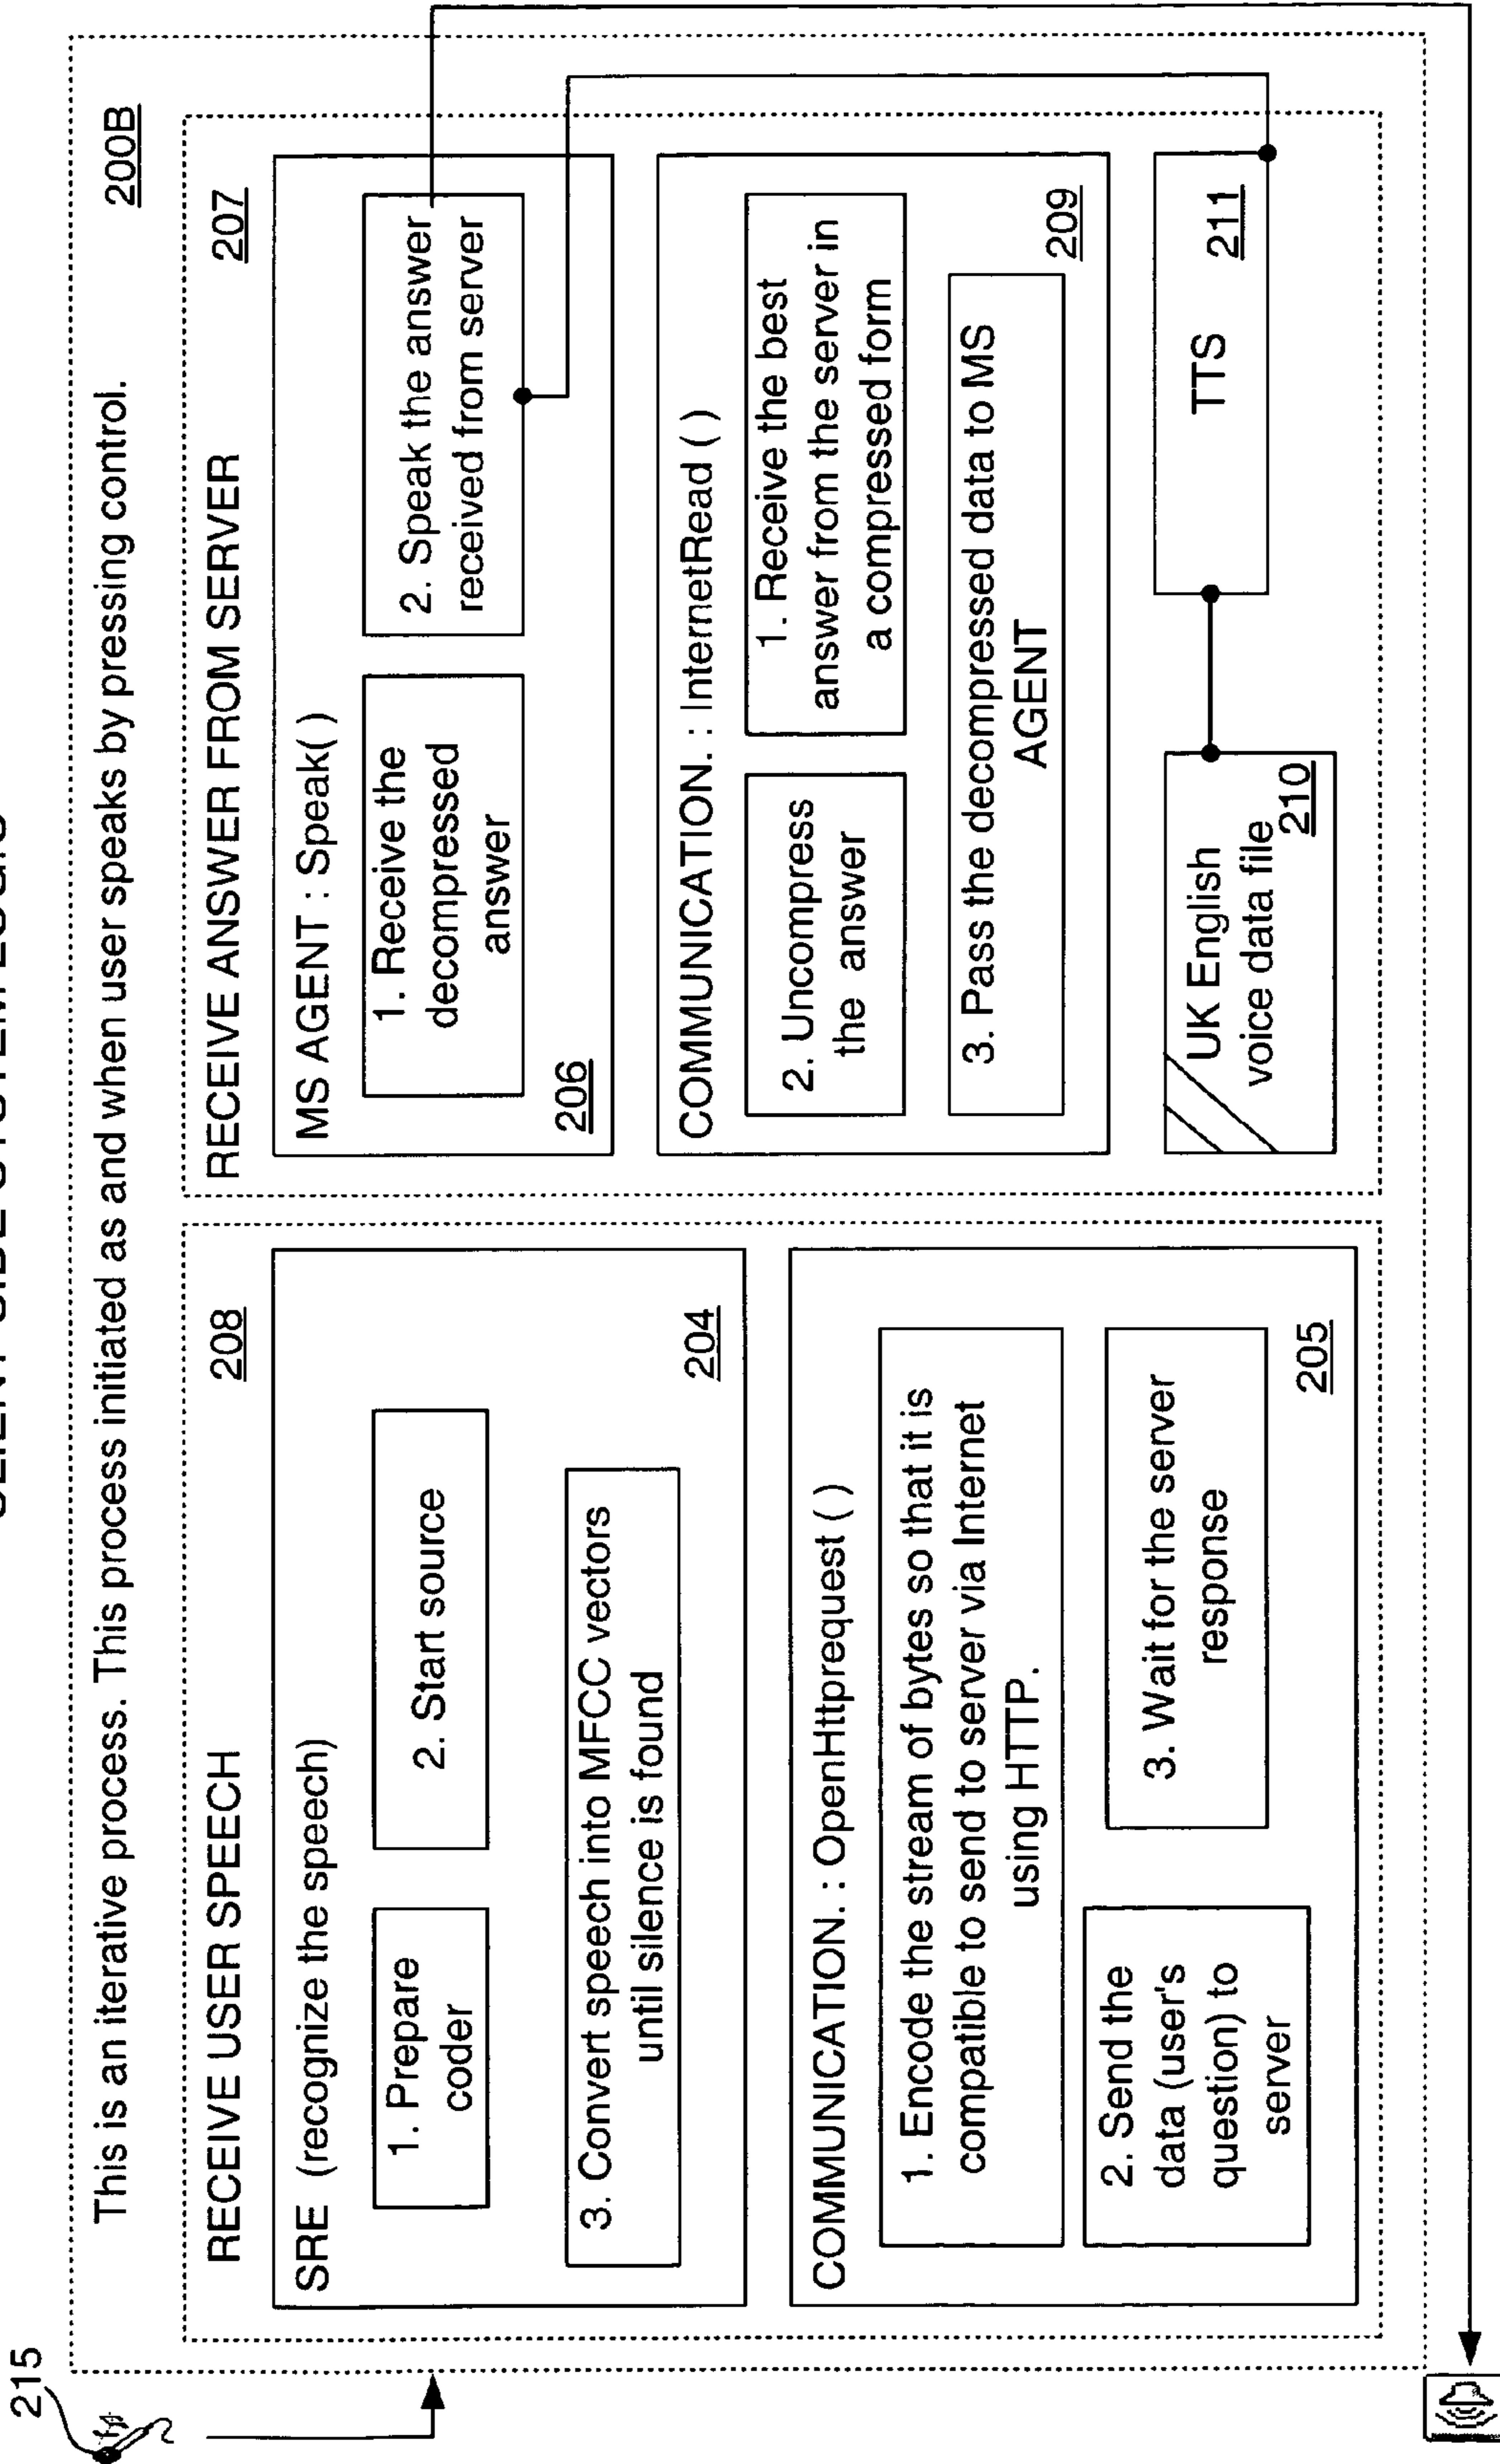 215
This is an iterative process. This process initiated as and when user speaks by pressing control.
200B
RECEIVE USER SPEECH
208
SRE (recognize the speech)
1. Prepare
coder
2. Start source
3. Convert speech into MFCC vectors
until silence is found
204
COMMUNICATION. : OpenHttprequest ( )
1. Encode the stream of bytes so that it is
compatible to send to server via Internet
using HTTP.
2. Send the
data (user's
question) to
server
3. Wait for the server
response
205
RECEIVE ANSWER FROM SERVER
207
MS AGENT : Speak( )
1. Receive the
decompressed
answer
2. Speak the answer
received from server
206
COMMUNICATION. : InternetRead ( )
2. Uncompress
the answer
1. Receive the best
answer from the server in
a compressed form
3. Pass the decompressed data to MS
AGENT
209
UK English
voice data file
210
TTS
211